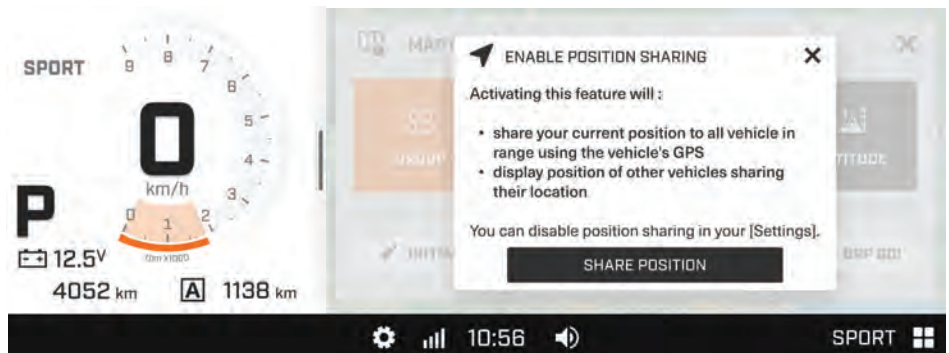 SPORT
9 8 7
6
5
4
3
0 1 2
0
km/h
P
12.5V
4052 km A 1138 km
GROUP
ENABLE POSITION SHARING
Activating this feature will :
• share your current position to all vehicle in
range using the vehicle's GPS
• display position of other vehicles sharing
their location
You can disable position sharing in your [Settings].
SHARE POSITION
10:56
SPORT